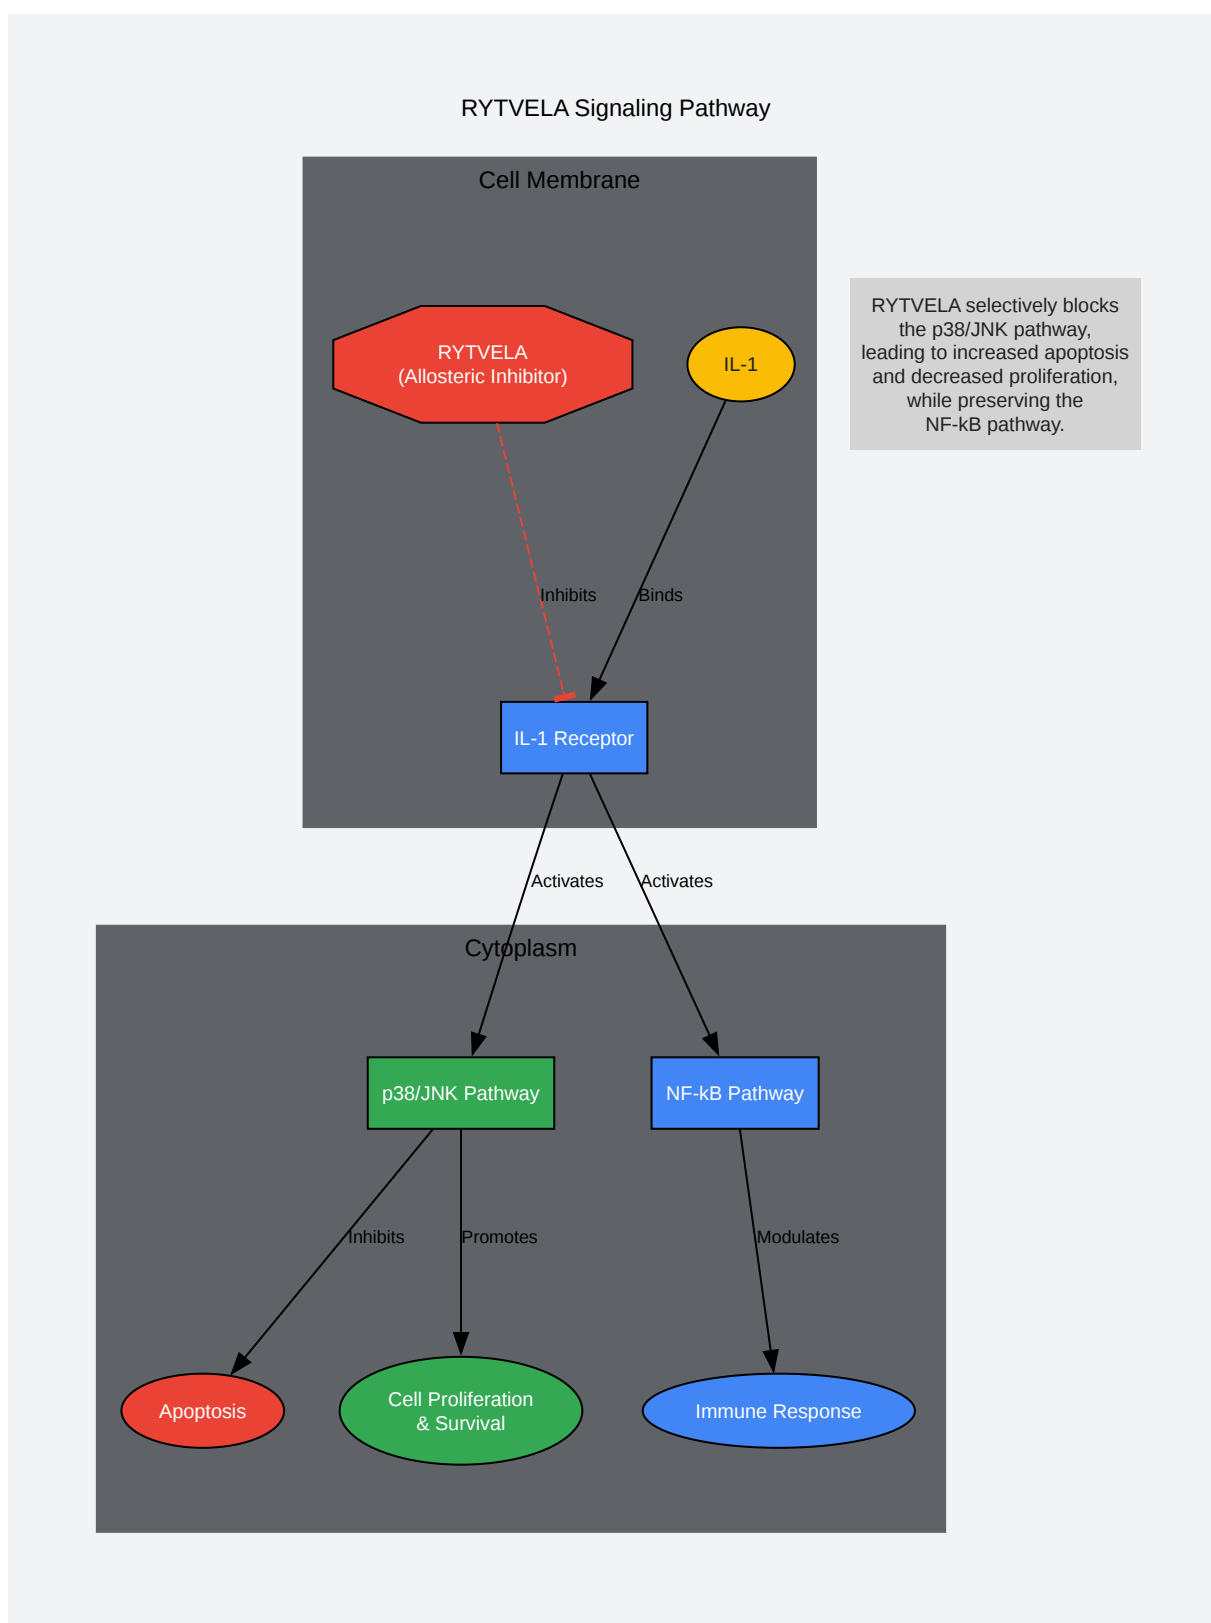 RYTVELA Signaling Pathway
Cell Membrane
RYTVELA
(Allosteric Inhibitor)
IL-1
RYTVELA selectively blocks
the p38/JNK pathway,
leading to increased apoptosis
and decreased proliferation,
while preserving the
NF-kB pathway.
Inhibits
Binds
IL-1 Receptor
Activates
Activates
Cytoplasm
p38/JNK Pathway
NF-kB Pathway
Inhibits
Promotes
Modulates
Apoptosis
Cell Proliferation
& Survival
Immune Response